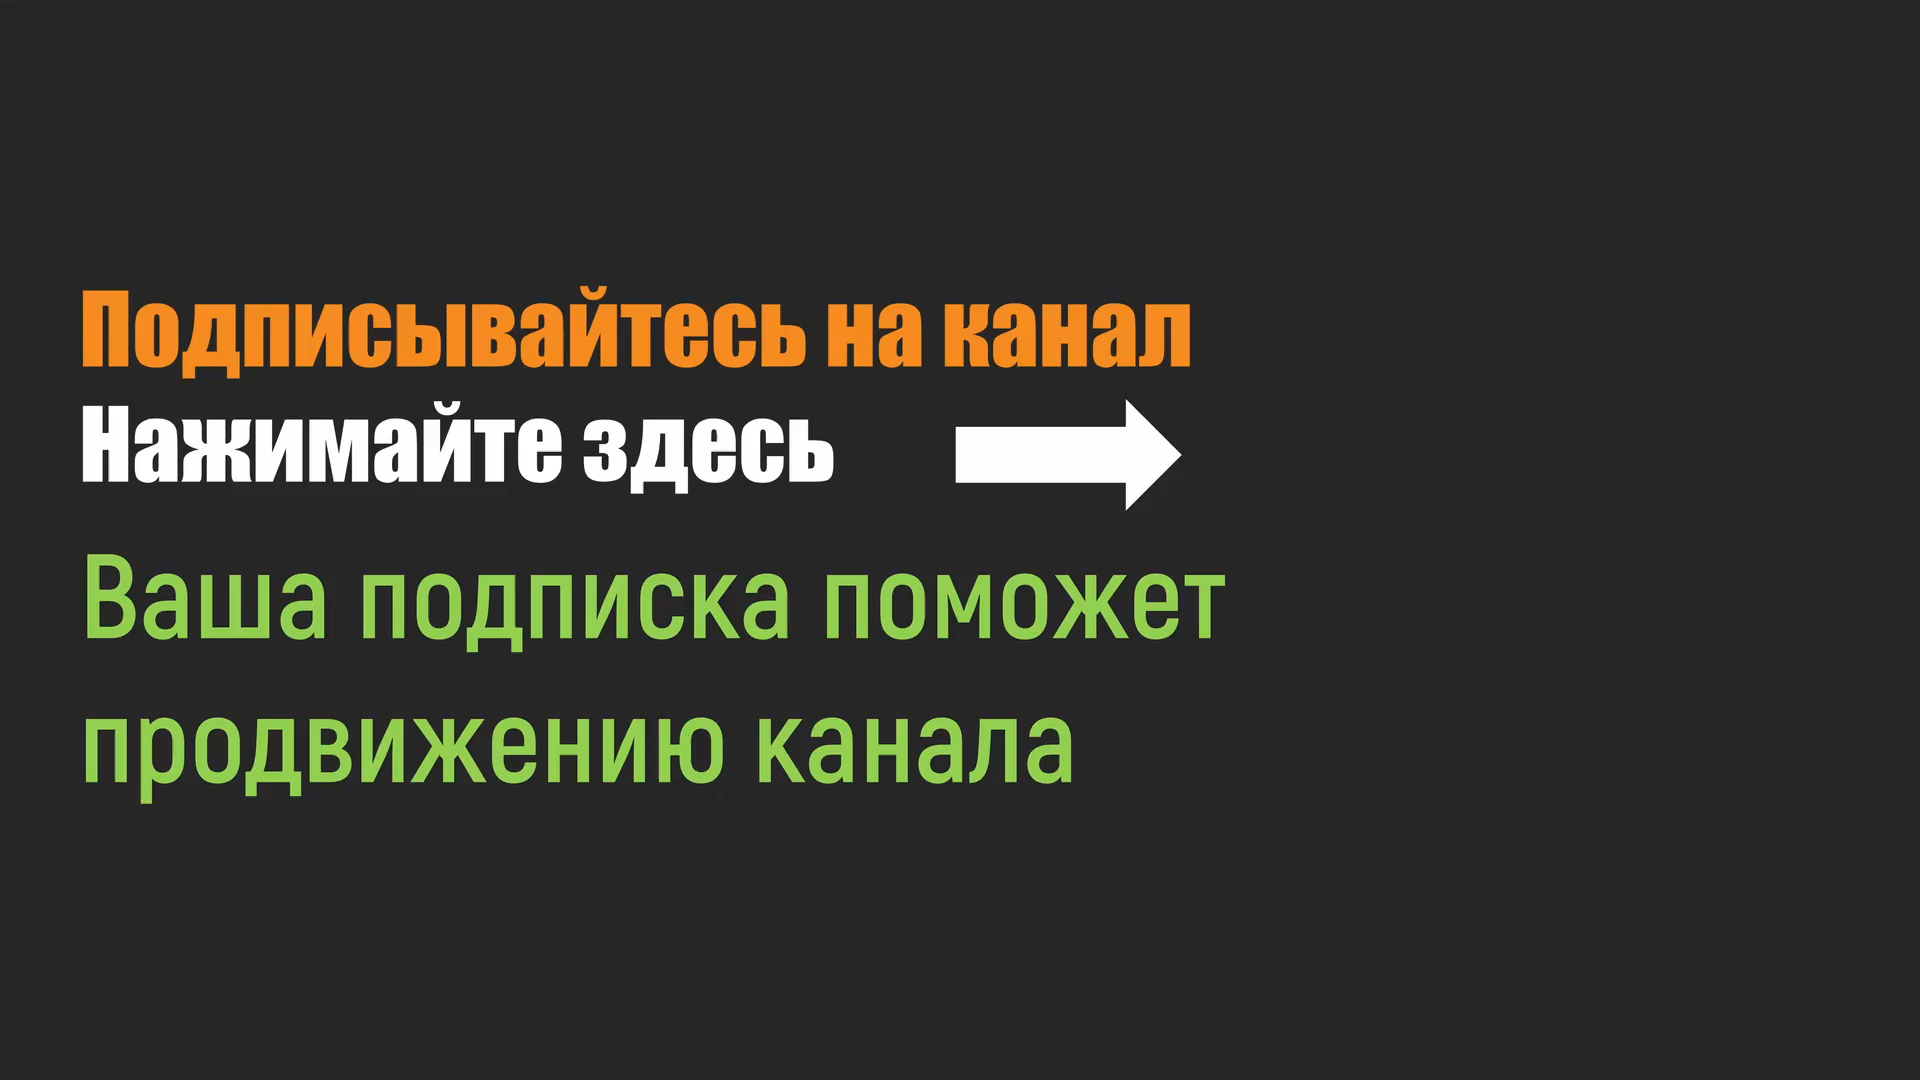 Подписывайтесь на канал
Нажимайте здесь
Ваша подписка поможет
продвижению канала